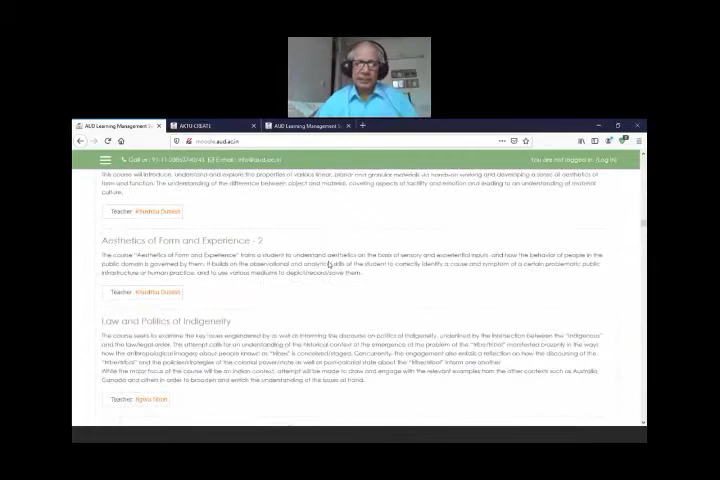 AUD Learning Management S
AKTU CREATE
AUD Learning Management S
moodle.aud.ac.in
Call us : E-mail : info@aud.ac.in
You are not logged in. (Log in)
This course will introduce, understand and explore the properties of various linear, planar and granular materials via hands-on working and developing a sense of aesthetics of
form and function. The understanding of the difference between object and material, covering aspects of tactility and emotion and leading to an understanding of material
culture.
Teacher:
Aesthetics of Form and Experience - 2
The course "Aesthetics of Form and Experience" trains a student to understand aesthetics on the basis of sensory and experiential inputs and how the behavior of people in the
public domain is governed by them. It builds on the observational and analytical skills of the student to correctly identify a cause and symptom of a certain problematic public
infrastructure or human practice, and to use various mediums to depict/record/solve them.
Teacher:
Law and Politics of Indigeneity
The course seeks to examine the key issues engendered by as well as informing the discourse on politics of indigeneity, underlined by the intersection between the "indigenous"
and the law/legal order. This attempt calls for an understanding of the historical context of the emergence of the problem of the "tribe/tribal" manifested broadly in the ways
how the anthropological imagery about people known as "tribes" is conceived/staged. Concurrently, the engagement also entails a reflection on how the discoursing of the
"tribe/tribal" and the policies/strategies of the colonial power/state as well as post-colonial state about the "tribe/tribal" inform one another.
While the major focus of the course will be an Indian context, attempt will be made to draw and engage with the relevant examples from the other contexts such as Australia,
Canada and others in order to broaden and enrich the understanding of the issues at hand.
Teacher: